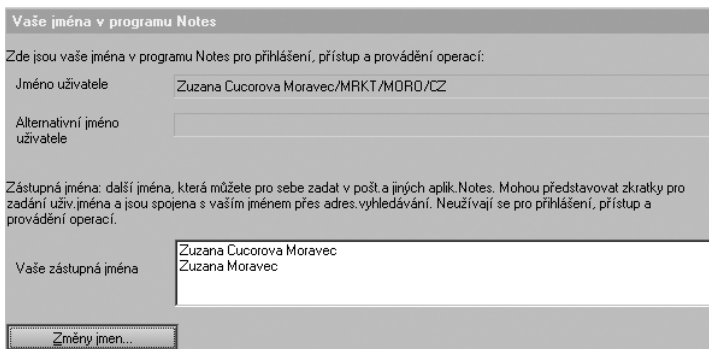 Vaše jména v programu Notes
Zde jsou vaše jména v programu Notes pro přihlášení, přístup a provádění operací:
Jméno uživatele
Zuzana Cucorova Moravec/MRKT/MORO/CZ
Alternativní jméno
uživatele
Zástupná jména: další jména, která můžete pro sebe zadat v pošt.a jiných aplik.Notes. Mohou představovat zkratky pro
zadání uživ.jména a jsou spojena s vaším jménem přes adres.vyhledávání. Neužívají se pro přihlášení, přístup a
provádění operací.
Vaše zástupná jména
Zuzana Cucorova Moravec
Zuzana Moravec
Změny jmen...